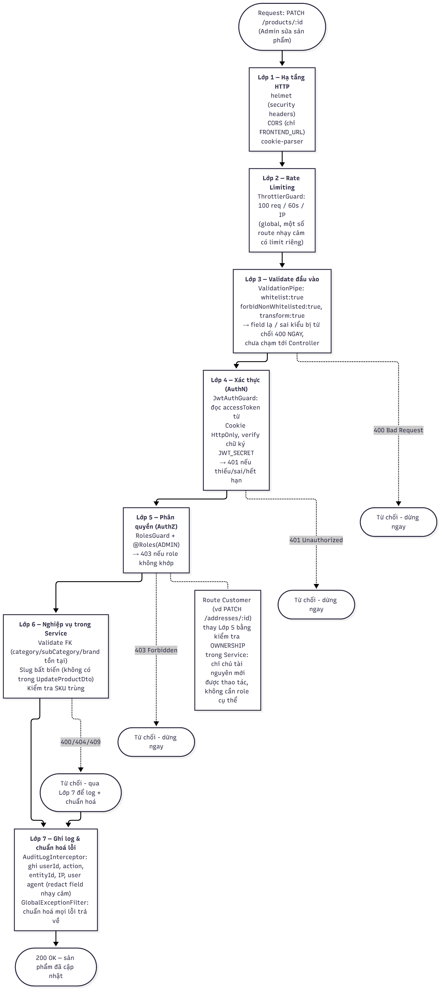 Request: PATCH
/products/:id
(Admin sửa sản
phẩm)
Lớp 1 — Hạ tầng
HTTP
helmet
(security
headers)
CORS (chỉ
FRONTEND_URL)
cookie-parser
Lớp 2 — Rate
Limiting
ThrottlerGuard:
100 req / 60s /
IP
(global, một số
route nhạy cảm
có limit riêng)
Lớp 3 — Validate đầu vào
ValidationPipe:
whitelist:true
forbidNonWhitelisted:true,
transform:true
→ field lạ / sai kiểu bị từ
chối 400 NGAY,
chưa chạm tới Controller
Lớp 4 — Xác thực
(AuthN)
JwtAuthGuard:
đọc accessToken
từ
Cookie
HttpOnly, verify
chữ ký
JWT_SECRET
→ 401 nếu
thiếu/sai/hết
hạn
400 Bad Request
Từ chối - dừng
ngay
Lớp 5 — Phân
quyền (AuthZ)
RolesGuard +
@Roles(ADMIN)
→ 403 nếu role
không khớp
401 Unauthorized
Từ chối - dừng
ngay
Route Customer
(vd PATCH
/addresses/:id)
thay Lớp 5 bằng
kiểm tra
OWNERSHIP
trong Service:
chỉ chủ tài
nguyên mới
được thao tác,
không cần role
cụ thể
Lớp 6 — Nghiệp vụ trong
Service
Validate FK
(category/subCategory/brand
tồn tại)
Slug bất biến (không có
trong UpdateProductDto)
Kiểm tra SKU trùng
403 Forbidden
Từ chối - dừng
ngay
400/404/409
Từ chối - qua
Lớp 7 để log +
chuẩn hoá
Lớp 7 — Ghi log &
chuẩn hoá lỗi
AuditLogInterceptor:
ghi userId, action,
entityId, IP, user
agent (redact field
nhạy cảm)
GlobalExceptionFilter:
chuẩn hoá mọi lỗi trả
về
200 OK — sản
phẩm đã cập
nhật